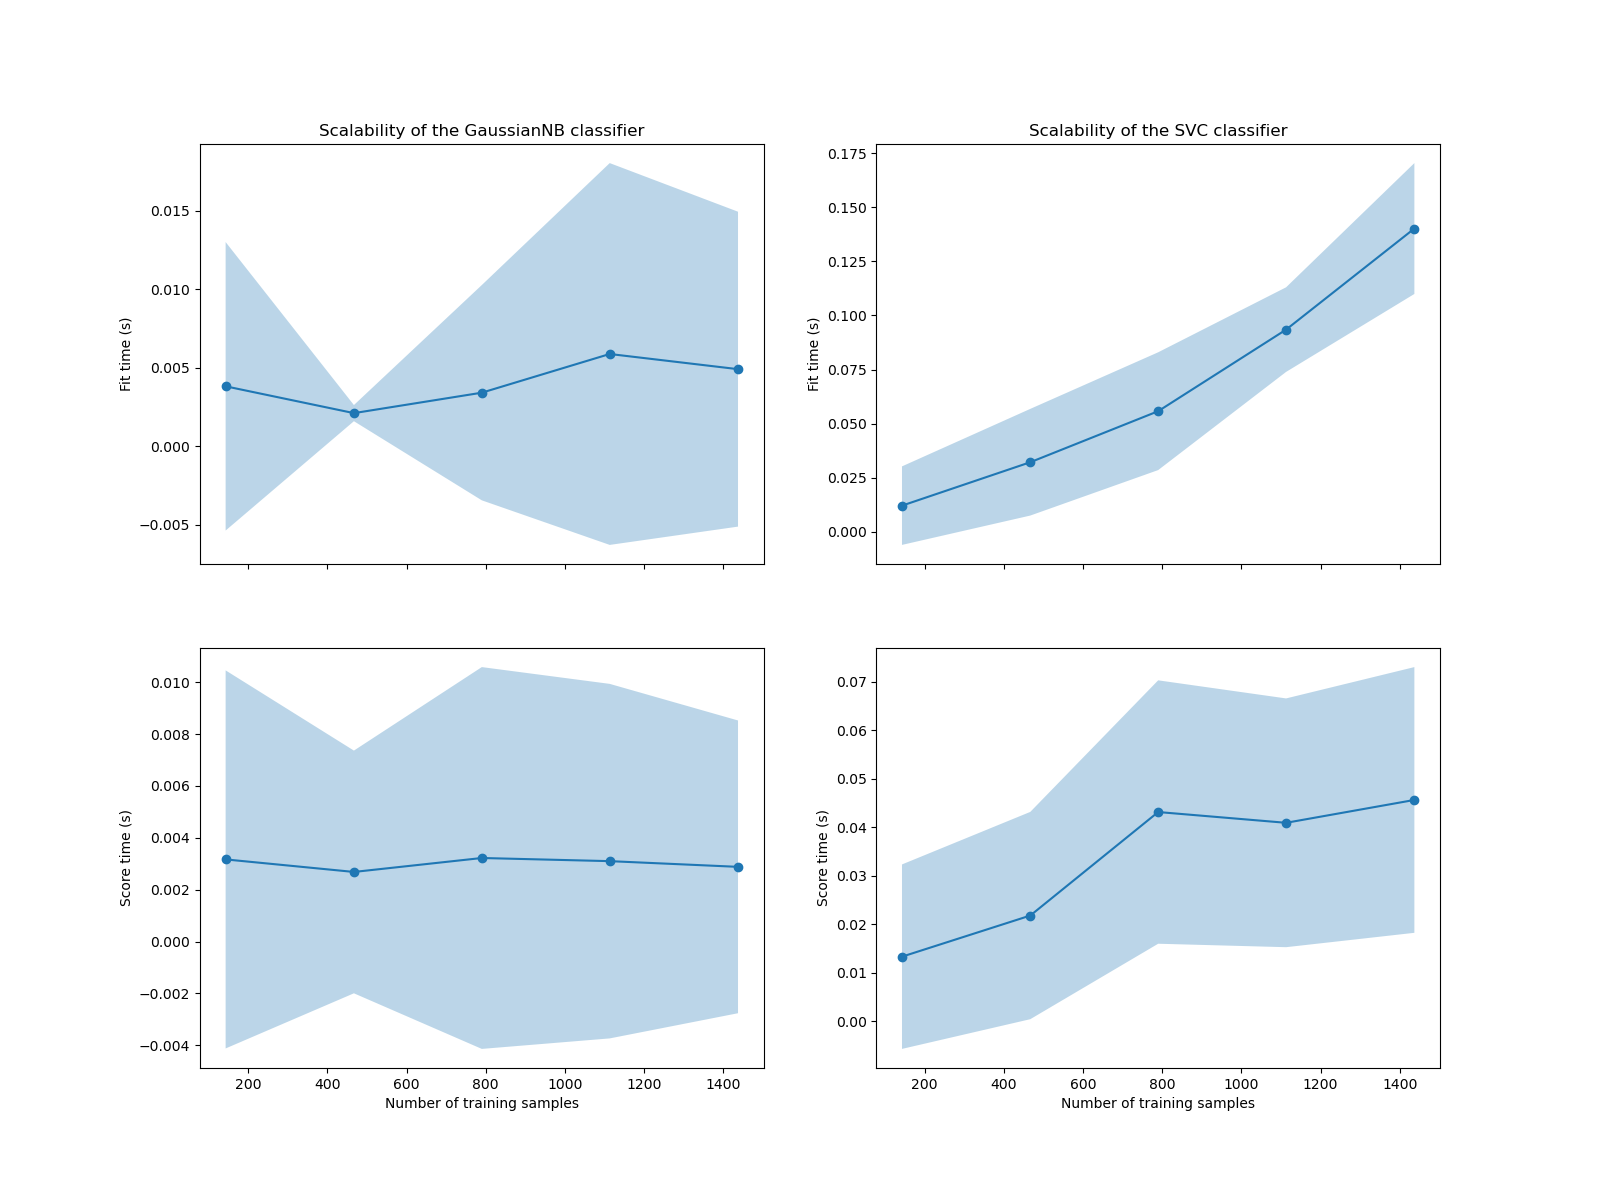 Scalability of the GaussianNB classifier
0.015
0.010
0.005
0.000
−0.005
Fit time (s)
Scalability of the SVC classifier
0.175
0.150
0.125
0.100
0.075
0.050
0.025
0.000
Fit time (s)
0.010
0.008
0.006
0.004
0.002
0.000
−0.002
−0.004
Score time (s)
200 400 600 800 1000 1200 1400
Number of training samples
0.07
0.06
0.05
0.04
0.03
0.02
0.01
0.00
Score time (s)
200 400 600 800 1000 1200 1400
Number of training samples